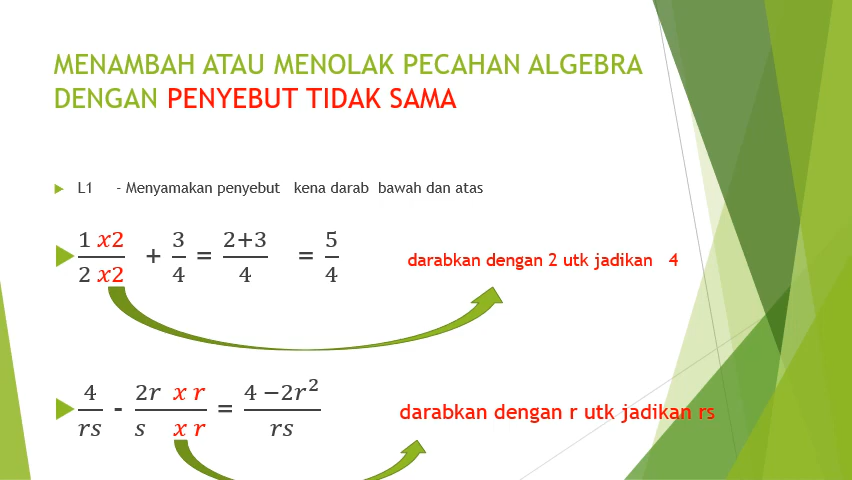 MENAMBAH ATAU MENOLAK PECAHAN ALGEBRA
DENGAN PENYEBUT TIDAK SAMA
L1 - Menyamakan penyebut kena darab bawah dan atas
1 x2 / 2 x2 + 3/4 = 2+3 / 4 = 5/4 darabkan dengan 2 utk jadikan 4
4/rs - 2r x r / s x r = 4 −2r² / rs darabkan dengan r utk jadikan rs